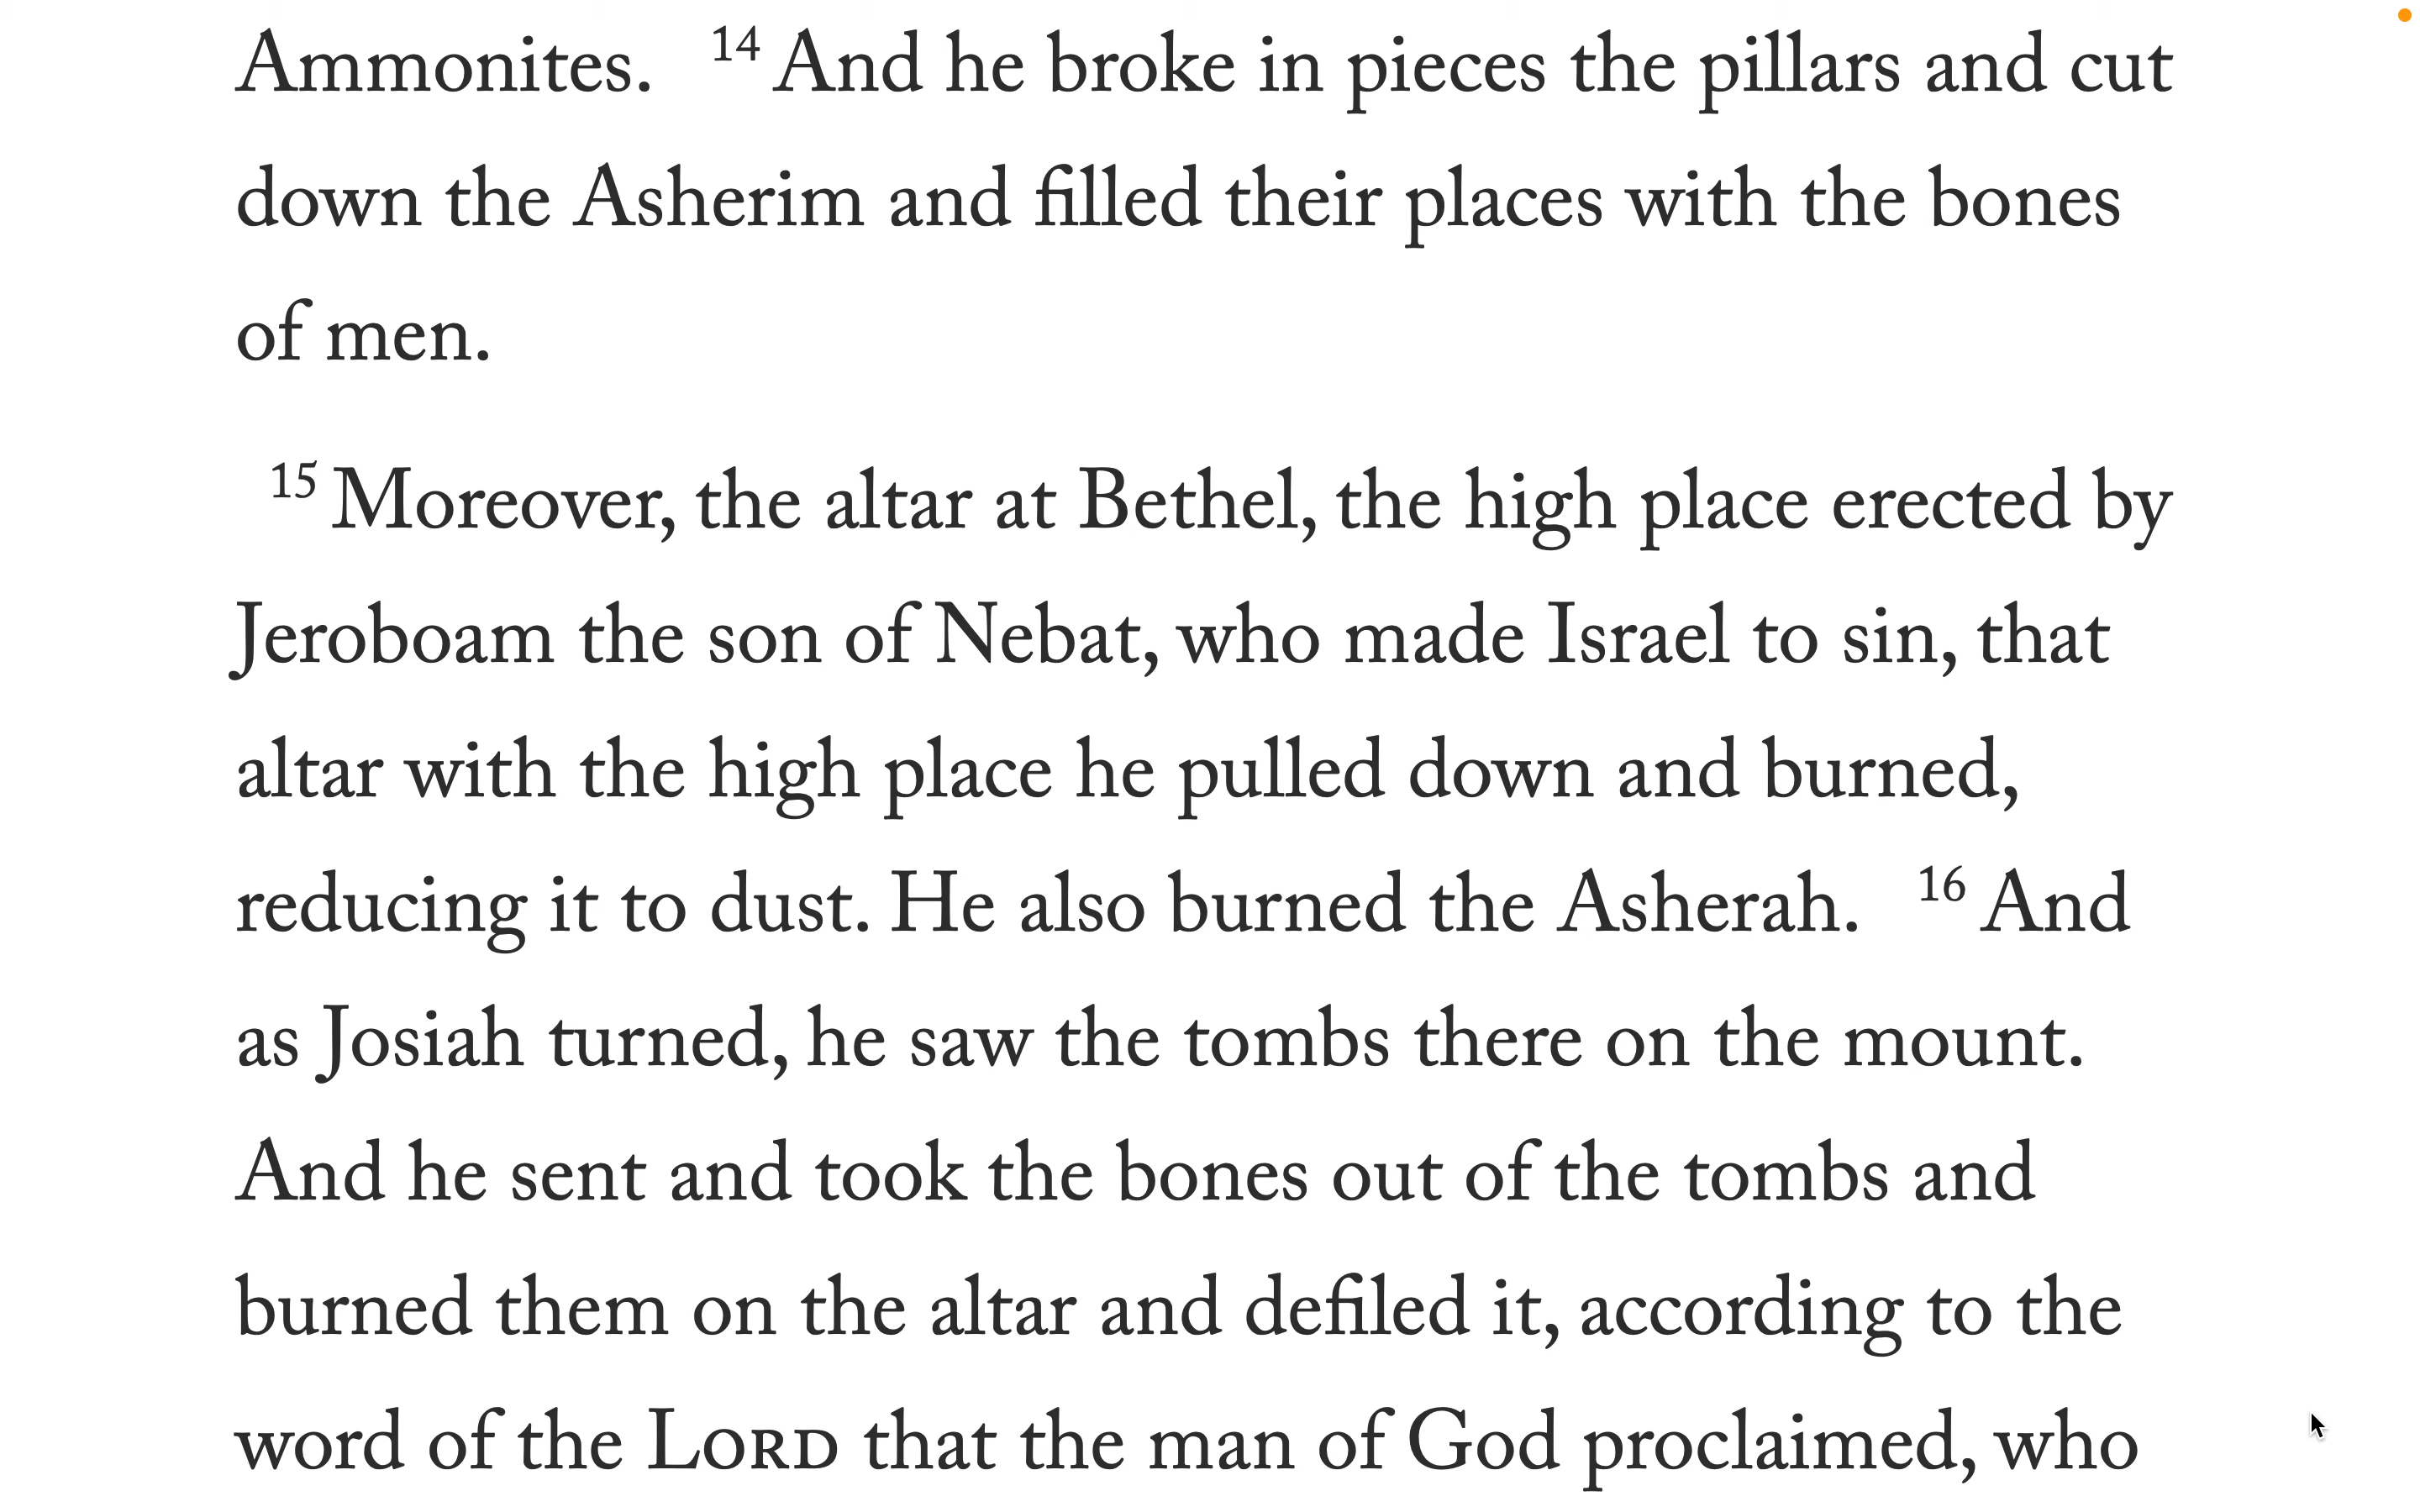 Ammonites. 14 And he broke in pieces the pillars and cut
down the Asherim and filled their places with the bones
of men.
15 Moreover, the altar at Bethel, the high place erected by
Jeroboam the son of Nebat, who made Israel to sin, that
altar with the high place he pulled down and burned,
reducing it to dust. He also burned the Asherah. 16 And
as Josiah turned, he saw the tombs there on the mount.
And he sent and took the bones out of the tombs and
burned them on the altar and defiled it, according to the
word of the LORD that the man of God proclaimed, who